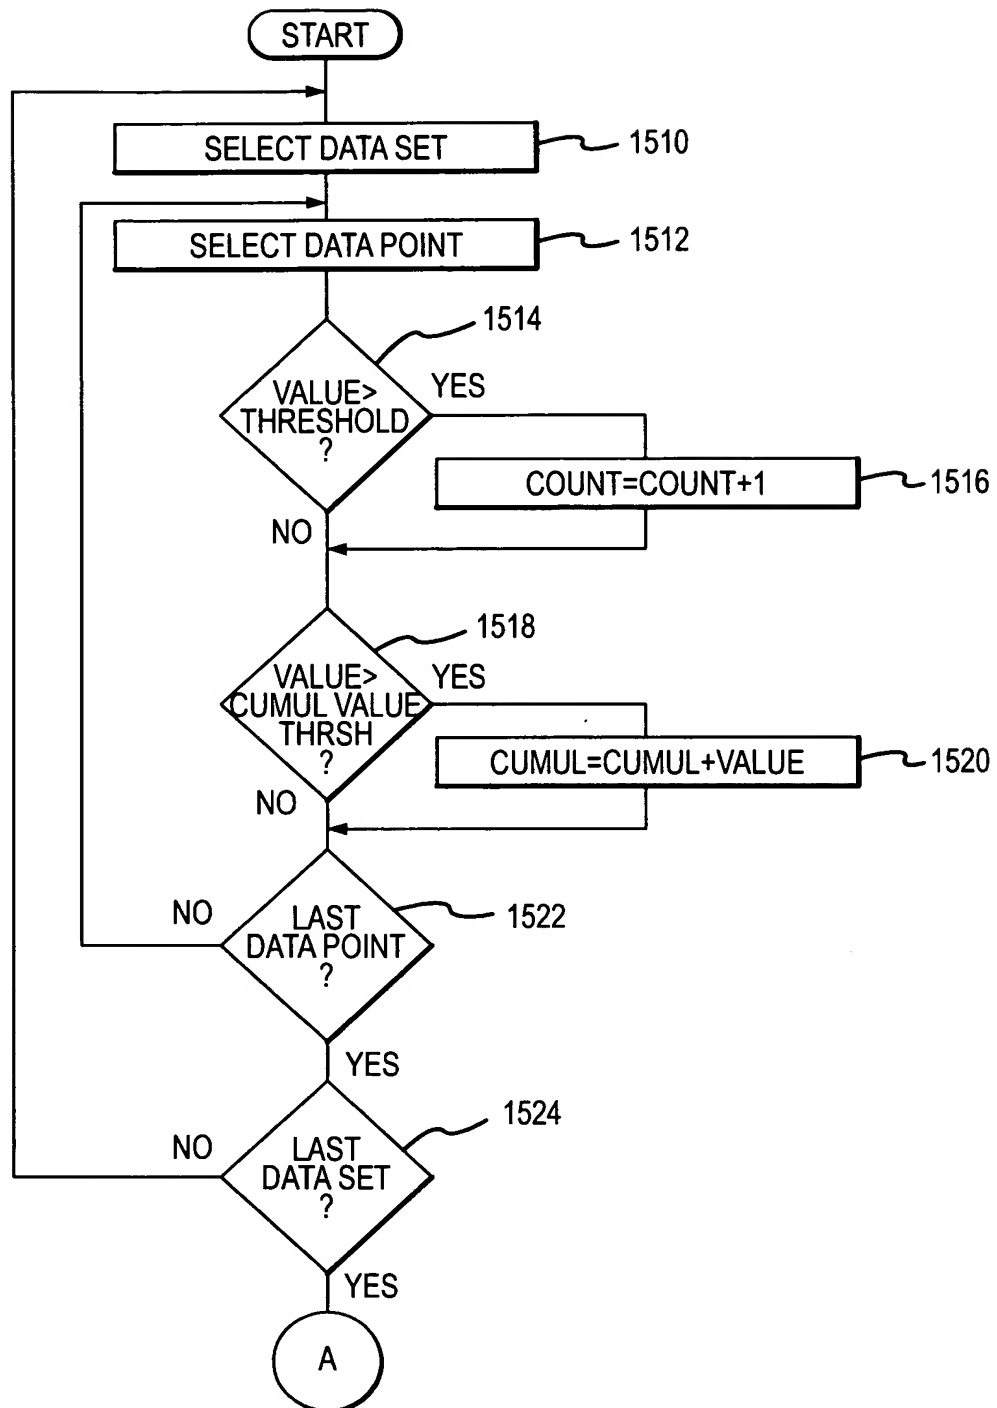 START
SELECT DATA SET
1510
SELECT DATA POINT
1512
1514
VALUE>
THRESHOLD
?
YES
COUNT=COUNT+1
1516
NO
1518
VALUE>
CUMUL VALUE
THRSH
?
YES
CUMUL=CUMUL+VALUE
1520
NO
NO
LAST
DATA POINT
?
1522
YES
1524
NO
LAST
DATA SET
?
YES
A